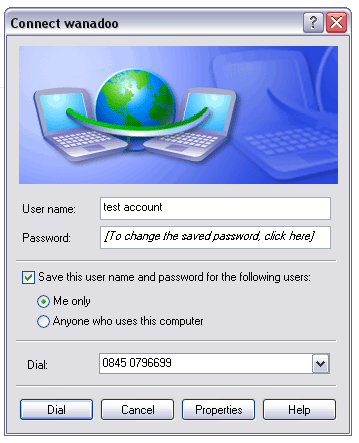 Connect wanadoo
User name:
test account
Password:
[To change the saved password, click here]
Save this user name and password for the following users:
Me only
Anyone who uses this computer
Dial:
0845 0796699
Dial
Cancel
Properties
Help